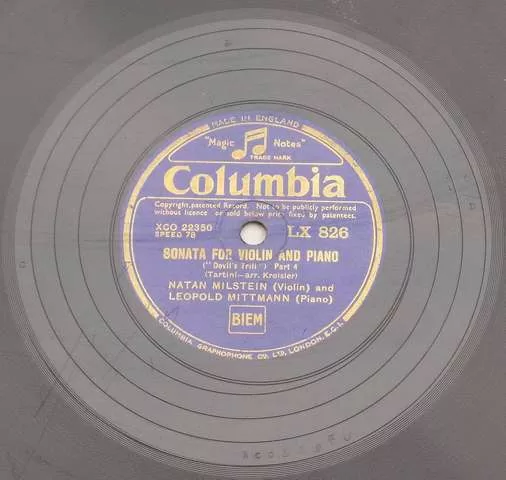 MADE IN ENGLAND
"Magic Notes"
TRADE MARK
Columbia
Copyright, patented Record. Not to be publicly performed
without licence or sold below price fixed by patentees.
XCO 22350 LX 826
SPEED 78
SONATA FOR VIOLIN AND PIANO
("Devil's Trill") Part 4
(Tartini-arr. Kreisler)
NATAN MILSTEIN (Violin) and
LEOPOLD MITTMANN (Piano)
BIEM
COLUMBIA GRAPHOPHONE CO. LTD, LONDON, E.C.1.